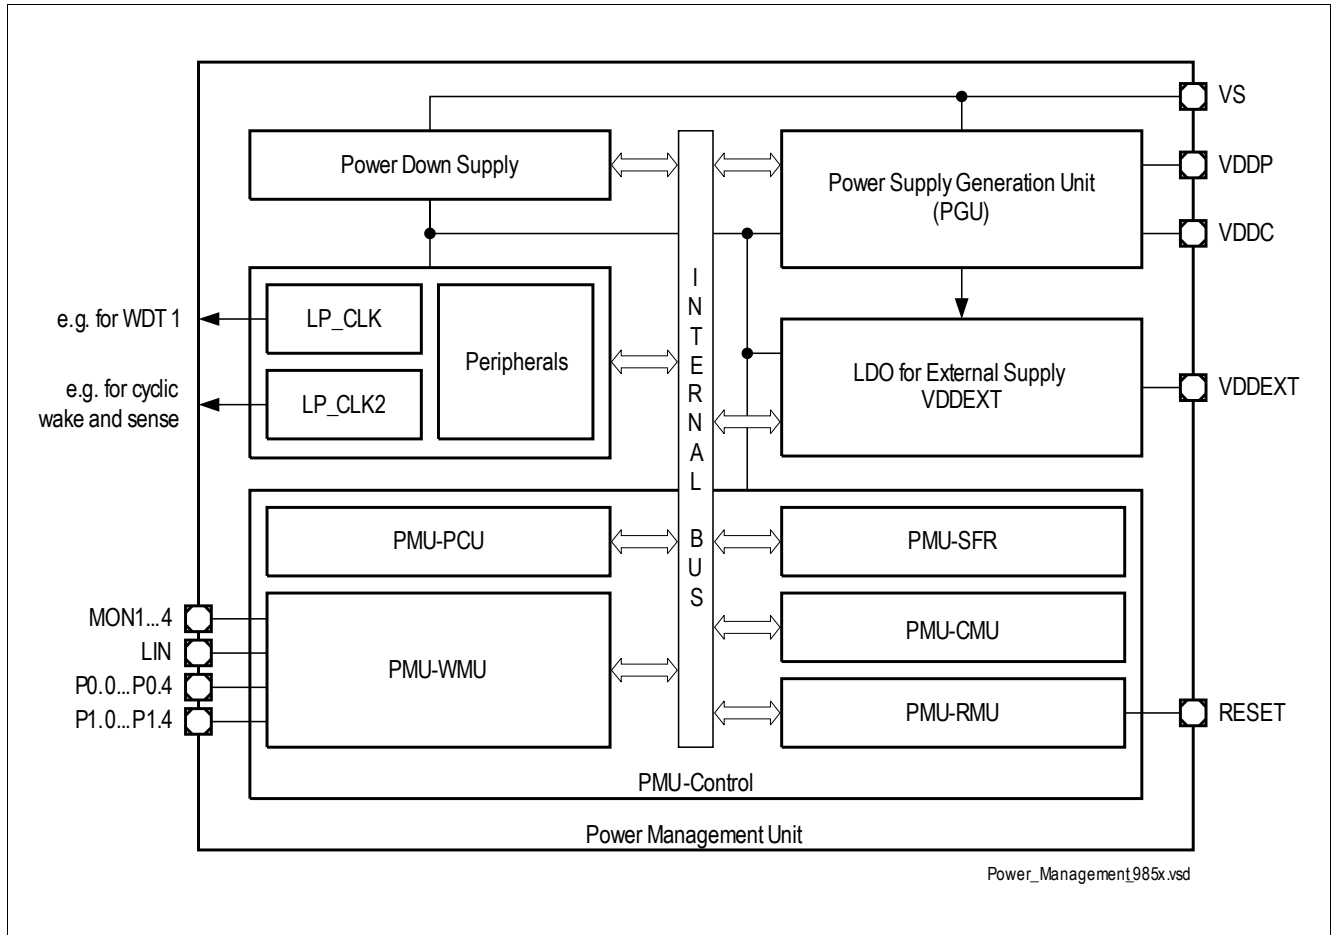 VS
Power Down Supply
Power Supply Generation Unit
(PGU)
VDDP
VDDC
I
N
T
E
R
N
A
L
B
U
S
e.g. for WDT 1
LP_CLK
Peripherals
e.g. for cyclic
wake and sense
LP_CLK2
LDO for External Supply
VDDEXT
VDDEXT
PMU-PCU
PMU-SFR
MON1...4
LIN
P0.0...P0.4
P1.0...P1.4
PMU-WMU
PMU-CMU
PMU-RMU
RESET
PMU-Control
Power Management Unit
Power_Management_985x.vsd